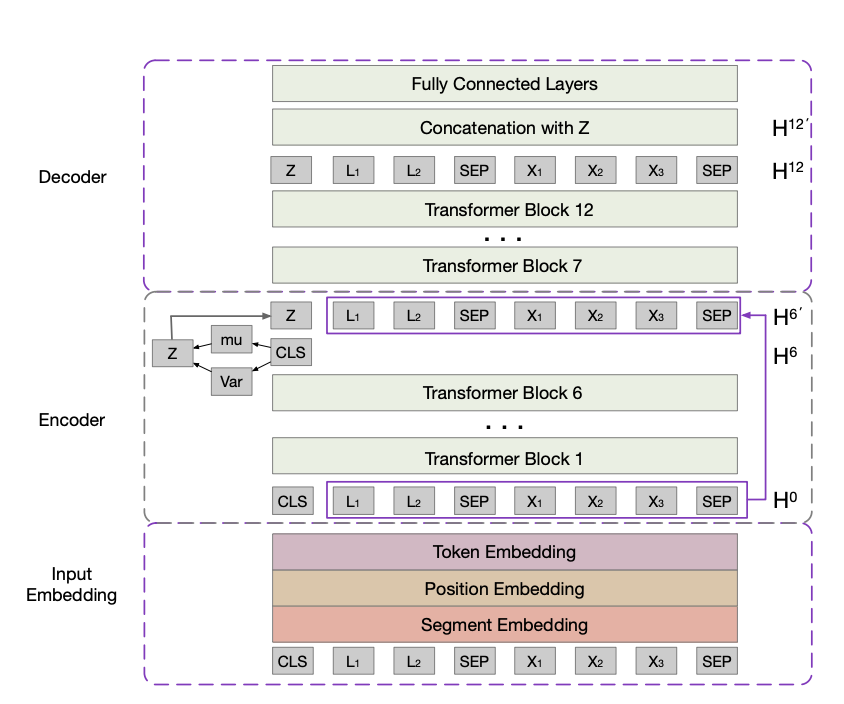 Fully Connected Layers
Concatenation with Z
H12′
Decoder
Z L1 L2 SEP X1 X2 X3 SEP
H12
Transformer Block 12
. . .
Transformer Block 7
Z L1 L2 SEP X1 X2 X3 SEP
H6′
mu
Z
CLS
H6
Var
Transformer Block 6
Encoder
. . .
Transformer Block 1
CLS L1 L2 SEP X1 X2 X3 SEP
H0
Token Embedding
Input
Embedding
Position Embedding
Segment Embedding
CLS L1 L2 SEP X1 X2 X3 SEP